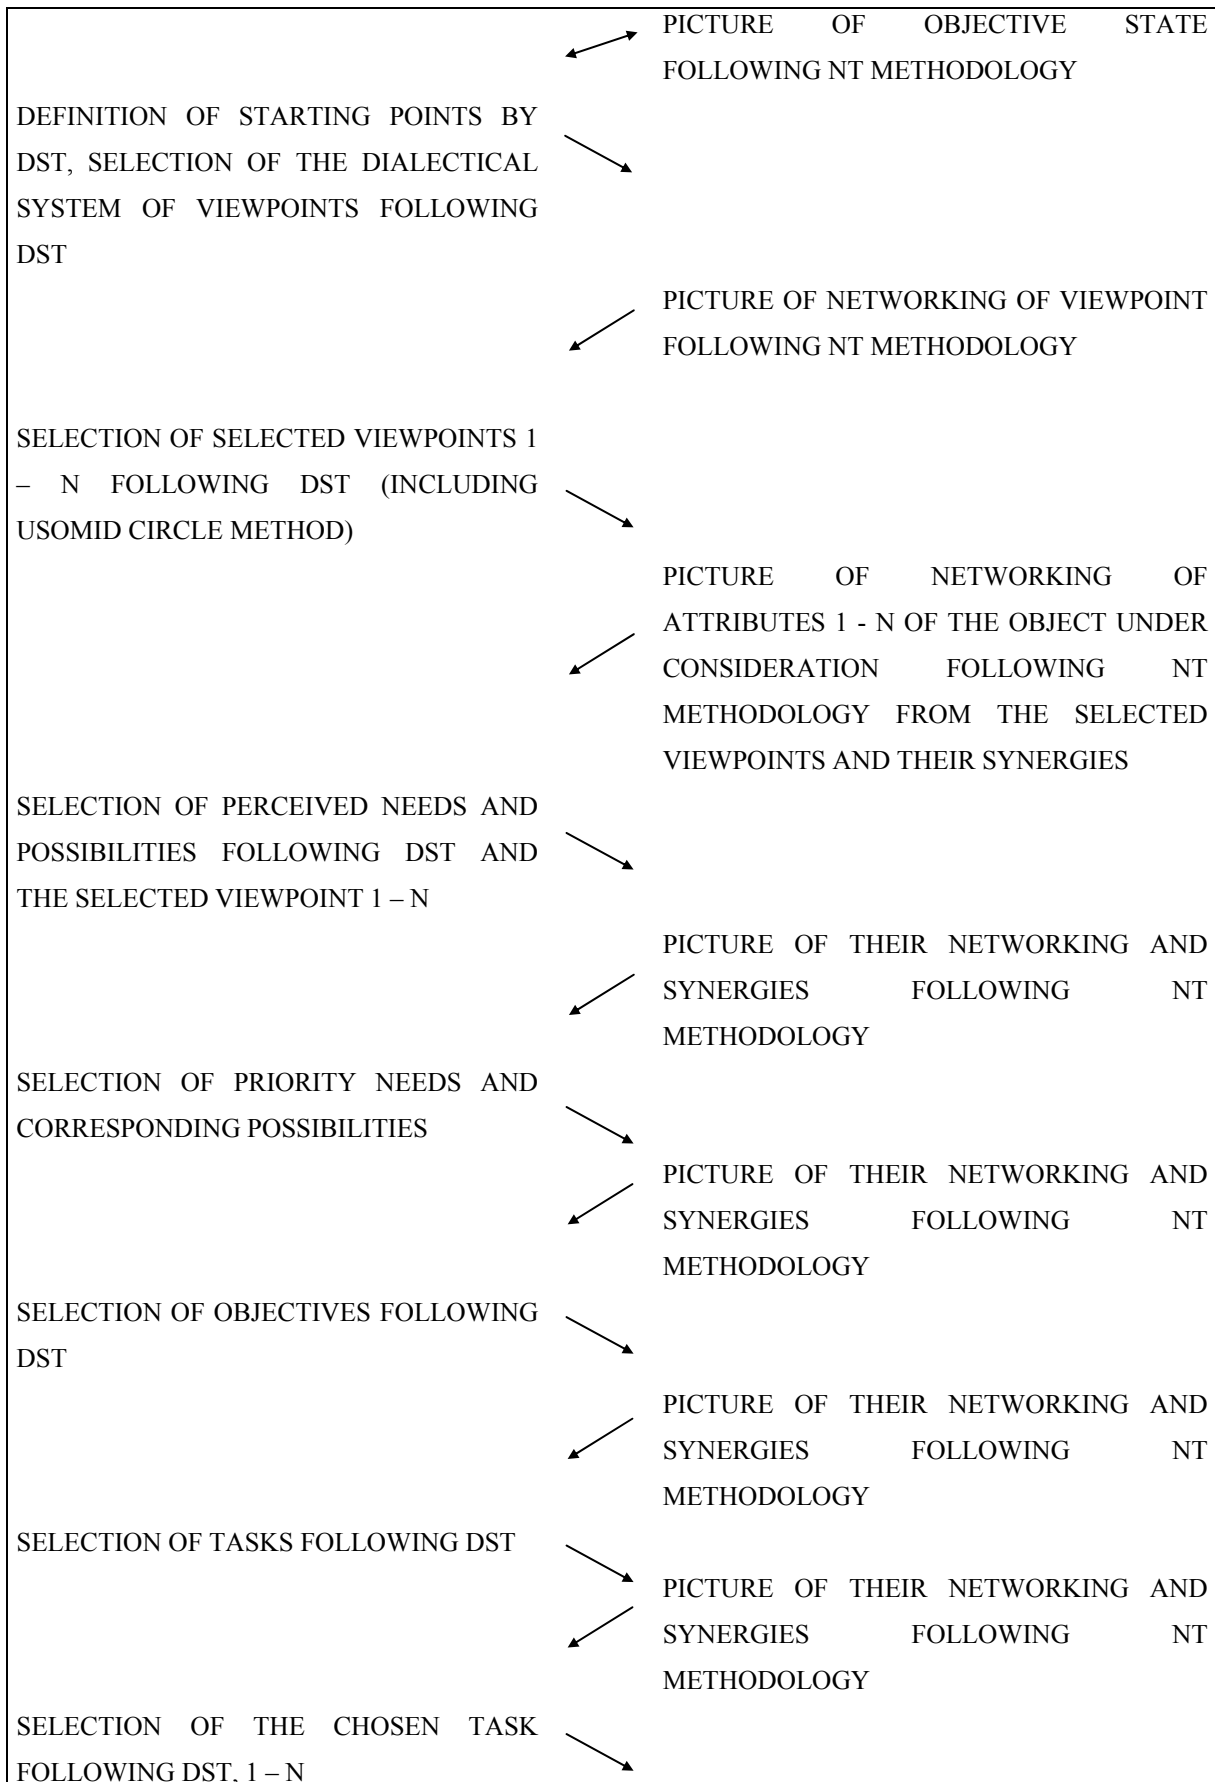 PICTURE OF OBJECTIVE STATE
FOLLOWING NT METHODOLOGY
DEFINITION OF STARTING POINTS BY
DST, SELECTION OF THE DIALECTICAL
SYSTEM OF VIEWPOINTS FOLLOWING
DST
PICTURE OF NETWORKING OF VIEWPOINT
FOLLOWING NT METHODOLOGY
SELECTION OF SELECTED VIEWPOINTS 1
– N FOLLOWING DST (INCLUDING
USOMID CIRCLE METHOD)
PICTURE OF NETWORKING OF
ATTRIBUTES 1 - N OF THE OBJECT UNDER
CONSIDERATION FOLLOWING NT
METHODOLOGY FROM THE SELECTED
VIEWPOINTS AND THEIR SYNERGIES
SELECTION OF PERCEIVED NEEDS AND
POSSIBILITIES FOLLOWING DST AND
THE SELECTED VIEWPOINT 1 – N
PICTURE OF THEIR NETWORKING AND
SYNERGIES FOLLOWING NT
METHODOLOGY
SELECTION OF PRIORITY NEEDS AND
CORRESPONDING POSSIBILITIES
PICTURE OF THEIR NETWORKING AND
SYNERGIES FOLLOWING NT
METHODOLOGY
SELECTION OF OBJECTIVES FOLLOWING
DST
PICTURE OF THEIR NETWORKING AND
SYNERGIES FOLLOWING NT
METHODOLOGY
SELECTION OF TASKS FOLLOWING DST
PICTURE OF THEIR NETWORKING AND
SYNERGIES FOLLOWING NT
METHODOLOGY
SELECTION OF THE CHOSEN TASK
FOLLOWING DST, 1 – N